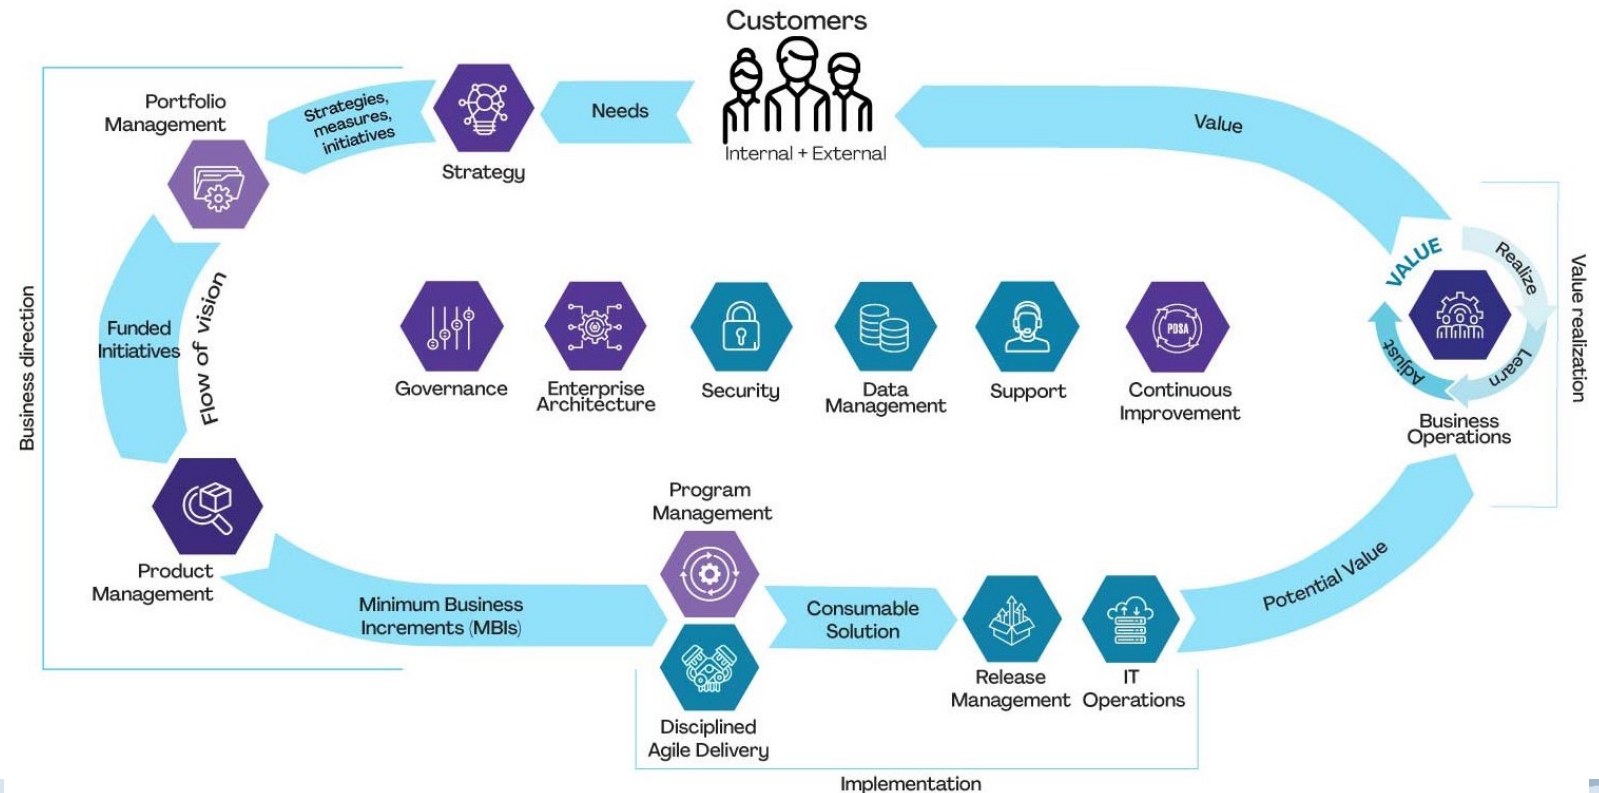 Customers
Internal + External
Needs
Strategy
Strategies,
measures,
initiatives
Portfolio
Management
Business direction
Funded
Initiatives
Flow of vision
Product
Management
Minimum Business
Increments (MBIs)
Program
Management
Disciplined
Agile Delivery
Consumable
Solution
Release
Management
IT
Operations
Implementation
Potential Value
Business
Operations
VALUE
Realize
Learn
Adjust
Value realization
Value
Governance
Enterprise
Architecture
Security
Data
Management
Support
PDSA
Continuous
Improvement